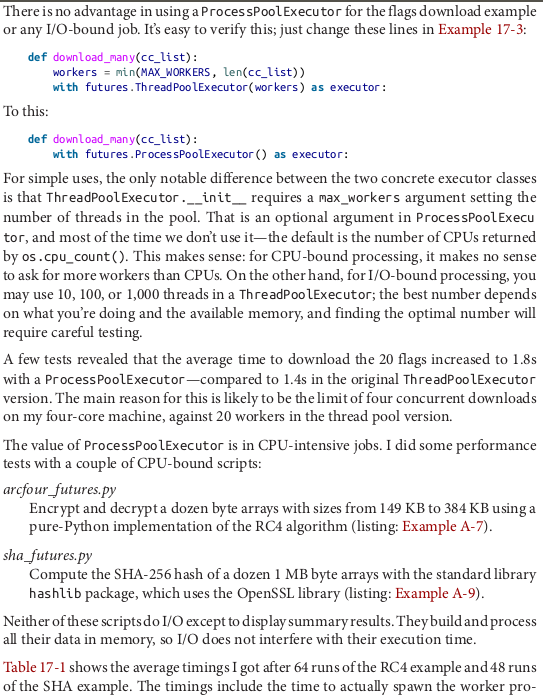 There is no advantage in using a ProcessPoolExecutor for the flags download example
or any I/O-bound job. It’s easy to verify this; just change these lines in Example 17-3:
def download_many(cc_list):
    workers = min(MAX_WORKERS, len(cc_list))
    with futures.ThreadPoolExecutor(workers) as executor:
To this:
def download_many(cc_list):
    with futures.ProcessPoolExecutor() as executor:
For simple uses, the only notable difference between the two concrete executor classes
is that ThreadPoolExecutor.__init__ requires a max_workers argument setting the
number of threads in the pool. That is an optional argument in ProcessPoolExecu
tor, and most of the time we don’t use it—the default is the number of CPUs returned
by os.cpu_count(). This makes sense: for CPU-bound processing, it makes no sense
to ask for more workers than CPUs. On the other hand, for I/O-bound processing, you
may use 10, 100, or 1,000 threads in a ThreadPoolExecutor; the best number depends
on what you’re doing and the available memory, and finding the optimal number will
require careful testing.
A few tests revealed that the average time to download the 20 flags increased to 1.8s
with a ProcessPoolExecutor—compared to 1.4s in the original ThreadPoolExecutor
version. The main reason for this is likely to be the limit of four concurrent downloads
on my four-core machine, against 20 workers in the thread pool version.
The value of ProcessPoolExecutor is in CPU-intensive jobs. I did some performance
tests with a couple of CPU-bound scripts:
arcfour_futures.py
Encrypt and decrypt a dozen byte arrays with sizes from 149 KB to 384 KB using a
pure-Python implementation of the RC4 algorithm (listing: Example A-7).
sha_futures.py
Compute the SHA-256 hash of a dozen 1 MB byte arrays with the standard library
hashlib package, which uses the OpenSSL library (listing: Example A-9).
Neither of these scripts do I/O except to display summary results. They build and process
all their data in memory, so I/O does not interfere with their execution time.
Table 17-1 shows the average timings I got after 64 runs of the RC4 example and 48 runs
of the SHA example. The timings include the time to actually spawn the worker pro-